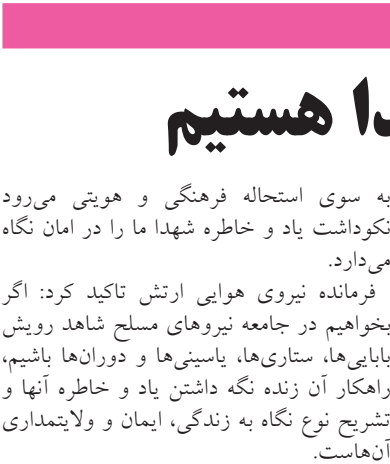 دا هستیم
به سوی استحاله فرهنگی و هویتی می‌رود
نکوداشت یاد و خاطره شهدا ما را در امان نگاه
می‌دارد.
فرمانده نیروی هوایی ارتش تاکید کرد: اگر
بخواهیم در جامعه نیروهای مسلح شاهد رویش
بابایی‌ها، ستاری‌ها، یاسینی‌ها و دوران‌ها باشیم،
راهکار آن زنده نگه داشتن یاد و خاطره آنها و
تشریح نوع نگاه به زندگی، ایمان و ولایتمداری
آن‌هاست.